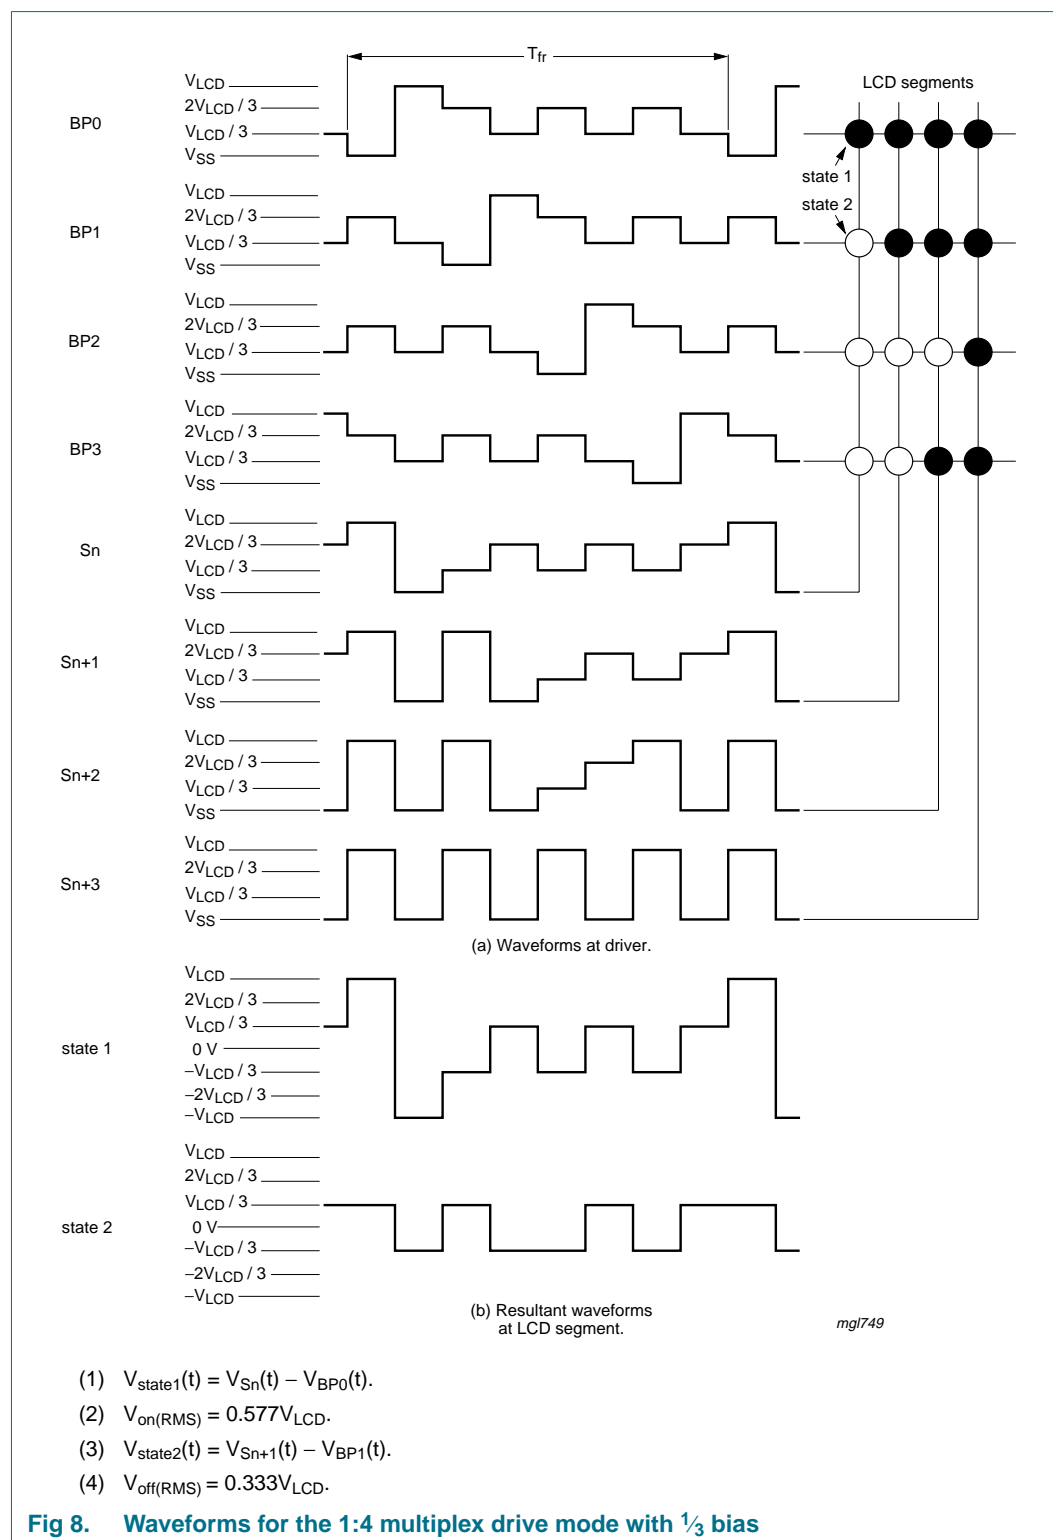 Tfr
LCD segments
BP0
VLCD
2VLCD / 3
VLCD / 3
VSS
state 1
state 2
BP1
VLCD
2VLCD / 3
VLCD / 3
VSS
BP2
VLCD
2VLCD / 3
VLCD / 3
VSS
BP3
VLCD
2VLCD / 3
VLCD / 3
VSS
Sn
VLCD
2VLCD / 3
VLCD / 3
VSS
Sn+1
VLCD
2VLCD / 3
VLCD / 3
VSS
Sn+2
VLCD
2VLCD / 3
VLCD / 3
VSS
Sn+3
VLCD
2VLCD / 3
VLCD / 3
VSS
(a) Waveforms at driver.
state 1
VLCD
2VLCD / 3
VLCD / 3
0 V
−VLCD / 3
−2VLCD / 3
−VLCD
state 2
VLCD
2VLCD / 3
VLCD / 3
0 V
−VLCD / 3
−2VLCD / 3
−VLCD
(b) Resultant waveforms
at LCD segment.
mgl749
(1) Vstate1(t) = VSn(t) − VBP0(t).
(2) Von(RMS) = 0.577VLCD.
(3) Vstate2(t) = VSn+1(t) − VBP1(t).
(4) Voff(RMS) = 0.333VLCD.
Fig 8. Waveforms for the 1:4 multiplex drive mode with 1⁄3 bias